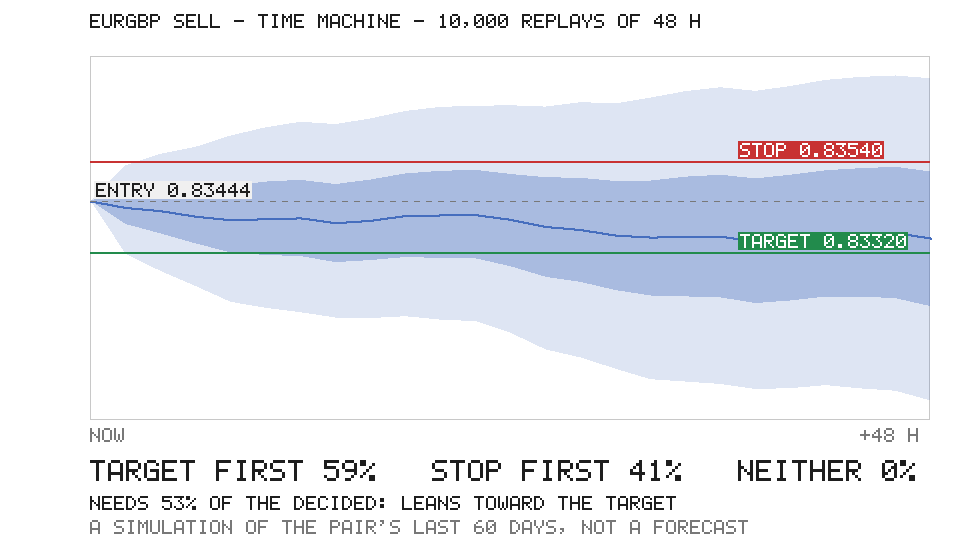 EURGBP SELL - TIME MACHINE - 10,000 REPLAYS OF 48 H
STOP 0.83540
ENTRY 0.83444
TARGET 0.83320
NOW
+48 H
TARGET FIRST 59% STOP FIRST 41% NEITHER 0%
NEEDS 53% OF THE DECIDED: LEANS TOWARD THE TARGET
A SIMULATION OF THE PAIR'S LAST 60 DAYS, NOT A FORECAST